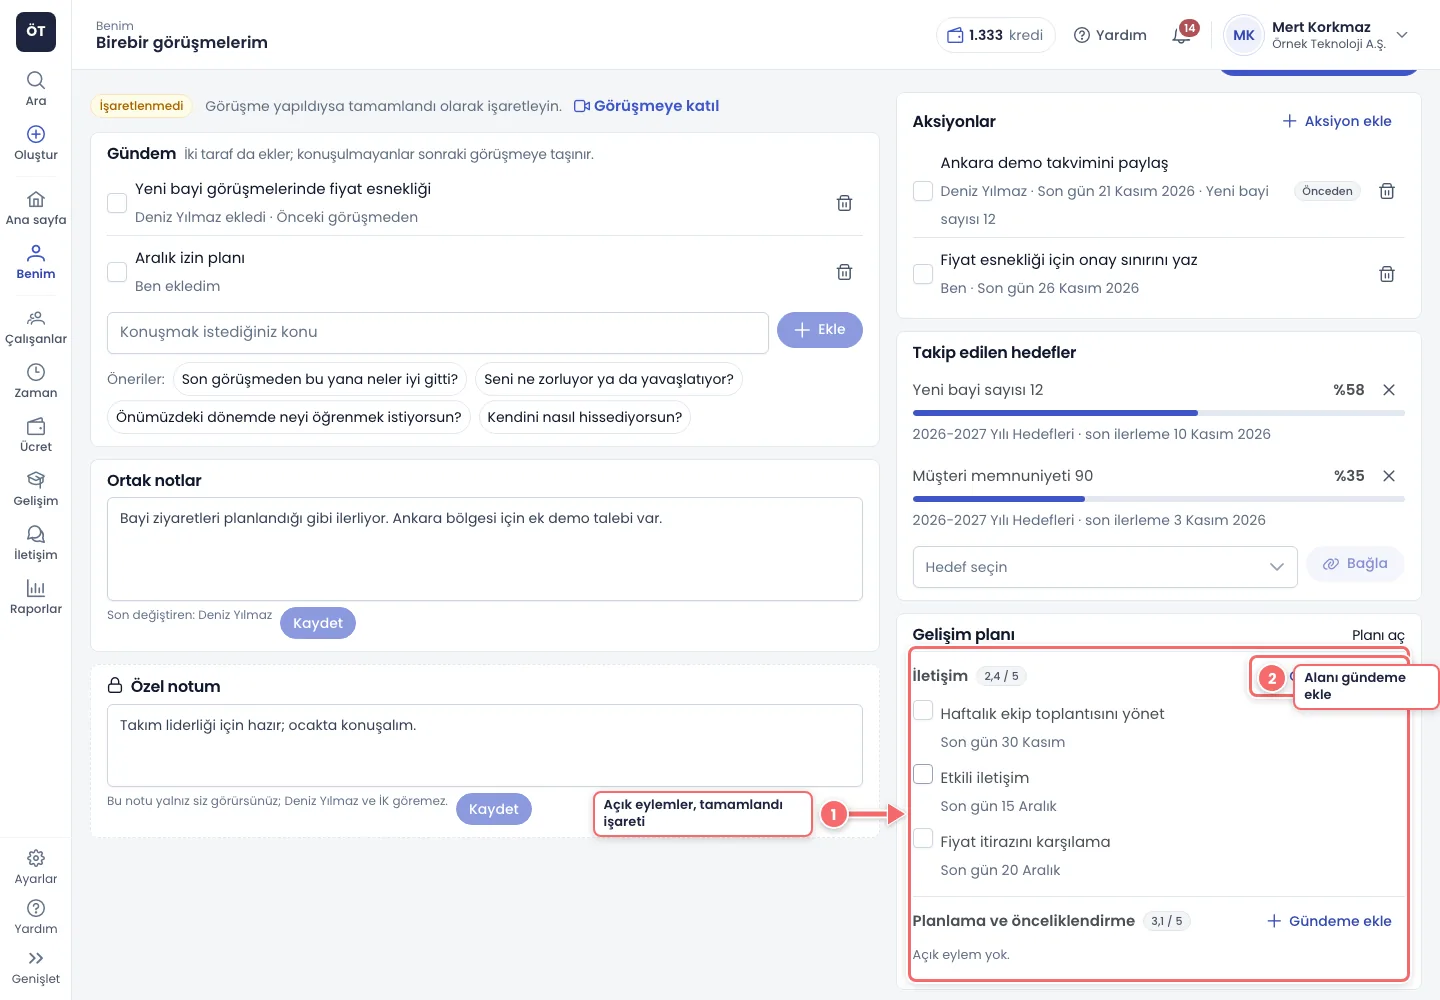 ÖT
Ara
Oluştur
Ana sayfa
Benim
Çalışanlar
Zaman
Ücret
Gelişim
İletişim
Raporlar
Ayarlar
Yardım
Genişlet
Benim
Birebir görüşmelerim
1.333 kredi
Yardım
14
MK
Mert Korkmaz
Örnek Teknoloji A.Ş.
İşaretlenmedi
Görüşme yapıldıysa tamamlandı olarak işaretleyin.
Görüşmeye katıl
Gündem
İki taraf da ekler; konuşulmayanlar sonraki görüşmeye taşınır.
Yeni bayi görüşmelerinde fiyat esnekliği
Deniz Yılmaz ekledi · Önceki görüşmeden
Aralık izin planı
Ben ekledim
Konuşmak istediğiniz konu
Ekle
Öneriler:
Son görüşmeden bu yana neler iyi gitti?
Seni ne zorluyor ya da yavaşlatıyor?
Önümüzdeki dönemde neyi öğrenmek istiyorsun?
Kendini nasıl hissediyorsun?
Ortak notlar
Bayi ziyaretleri planlandığı gibi ilerliyor. Ankara bölgesi için ek demo talebi var.
Son değiştiren: Deniz Yılmaz
Kaydet
Özel notum
Takım liderliği için hazır; ocakta konuşalım.
Bu notu yalnız siz görürsünüz; Deniz Yılmaz ve İK göremez.
Kaydet
Açık eylemler, tamamlandı
işareti
1
Aksiyonlar
Aksiyon ekle
Ankara demo takvimini paylaş
Deniz Yılmaz · Son gün 21 Kasım 2026 · Yeni bayi
sayısı 12
Önceden
Fiyat esnekliği için onay sınırını yaz
Ben · Son gün 26 Kasım 2026
Takip edilen hedefler
Yeni bayi sayısı 12
%58
2026-2027 Yılı Hedefleri · son ilerleme 10 Kasım 2026
Müşteri memnuniyeti 90
%35
2026-2027 Yılı Hedefleri · son ilerleme 3 Kasım 2026
Hedef seçin
Bağla
Gelişim planı
Planı aç
İletişim
2,4 / 5
2
Alanı gündeme
ekle
Haftalık ekip toplantısını yönet
Son gün 30 Kasım
Etkili iletişim
Son gün 15 Aralık
Fiyat itirazını karşılama
Son gün 20 Aralık
Planlama ve önceliklendirme
3,1 / 5
Gündeme ekle
Açık eylem yok.